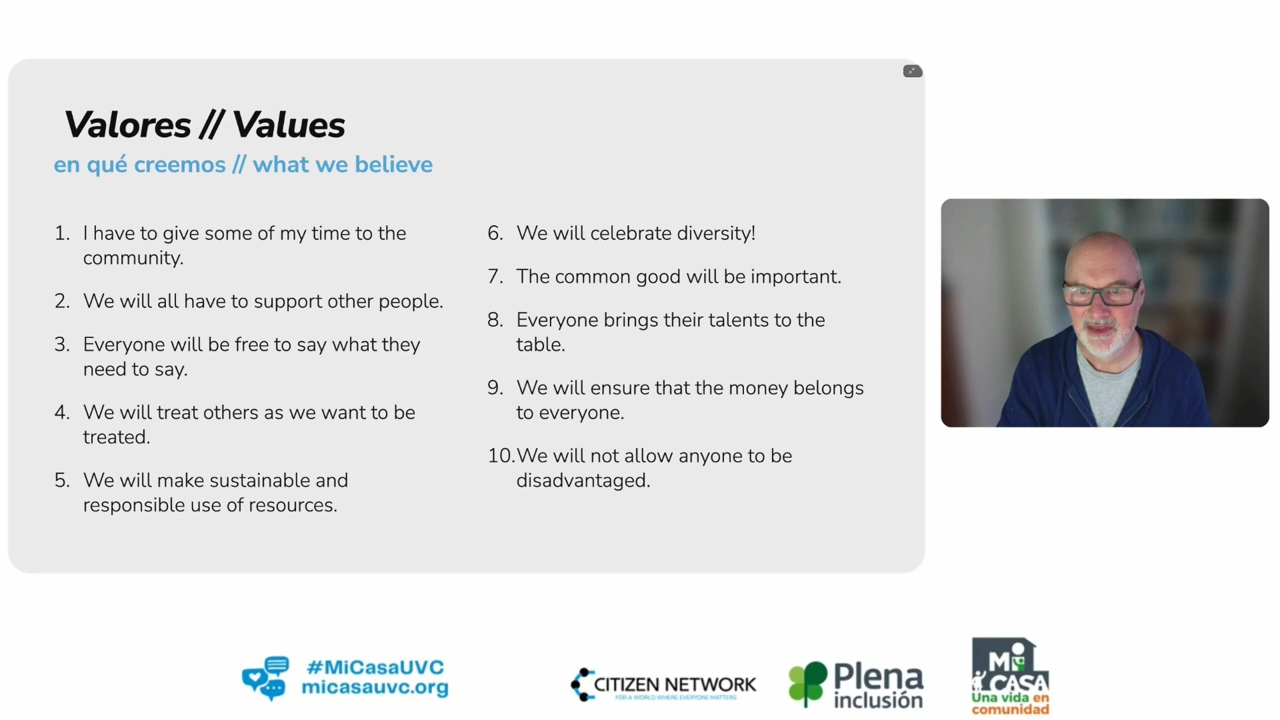 Valores // Values
en qué creemos // what we believe
1. I have to give some of my time to the
community.
2. We will all have to support other people.
3. Everyone will be free to say what they
need to say.
4. We will treat others as we want to be
treated.
5. We will make sustainable and
responsible use of resources.
6. We will celebrate diversity!
7. The common good will be important.
8. Everyone brings their talents to the
table.
9. We will ensure that the money belongs
to everyone.
10. We will not allow anyone to be
disadvantaged.
#MiCasaUVC
micasauvc.org
CITIZEN NETWORK
FOR A WORLD WHERE EVERYONE MATTERS
Plena
inclusión
Mi
CASA
Una vida en
comunidad